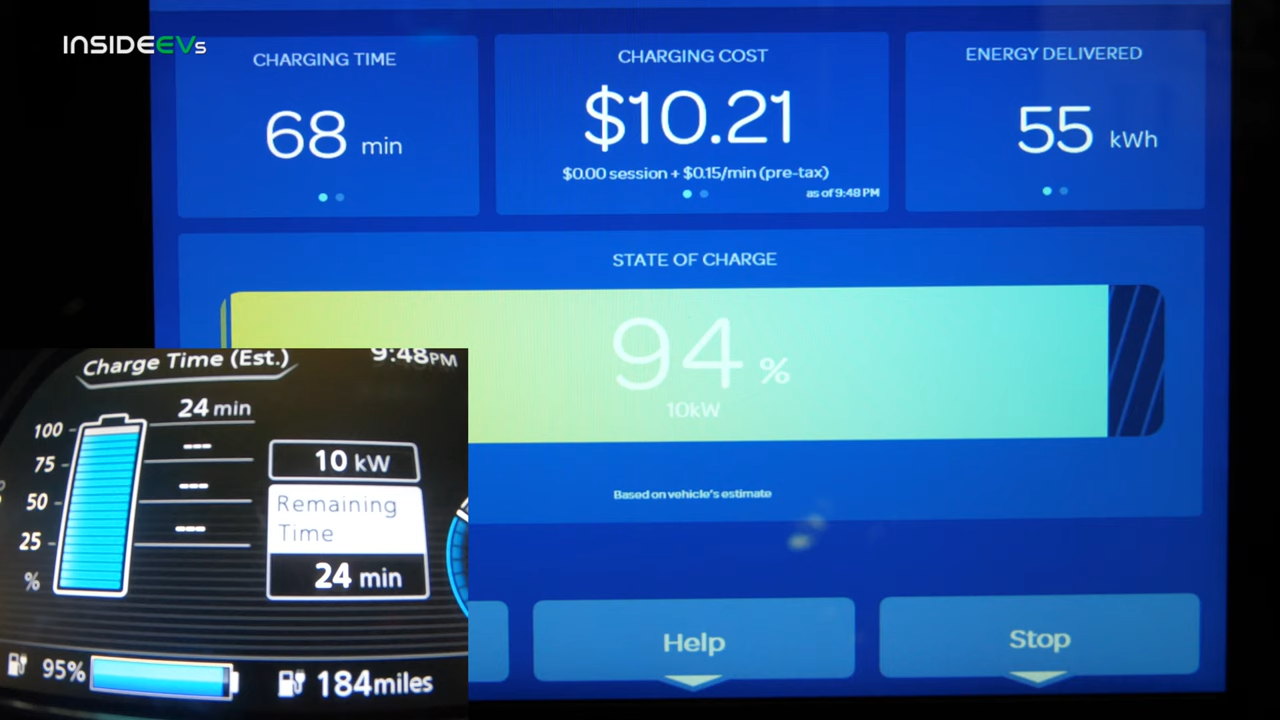 INSIDEEVs
CHARGING TIME
68 min
CHARGING COST
$10.21
$0.00 session + $0.15/min (pre-tax)
as of 9:48 PM
ENERGY DELIVERED
55 kWh
STATE OF CHARGE
94 %
10kW
Based on vehicle's estimate
Help
Stop
Charge Time (Est.)
9:48PM
24 min
100
---
75
---
50
---
25
%
10 kW
Remaining
Time
24 min
95%
184miles